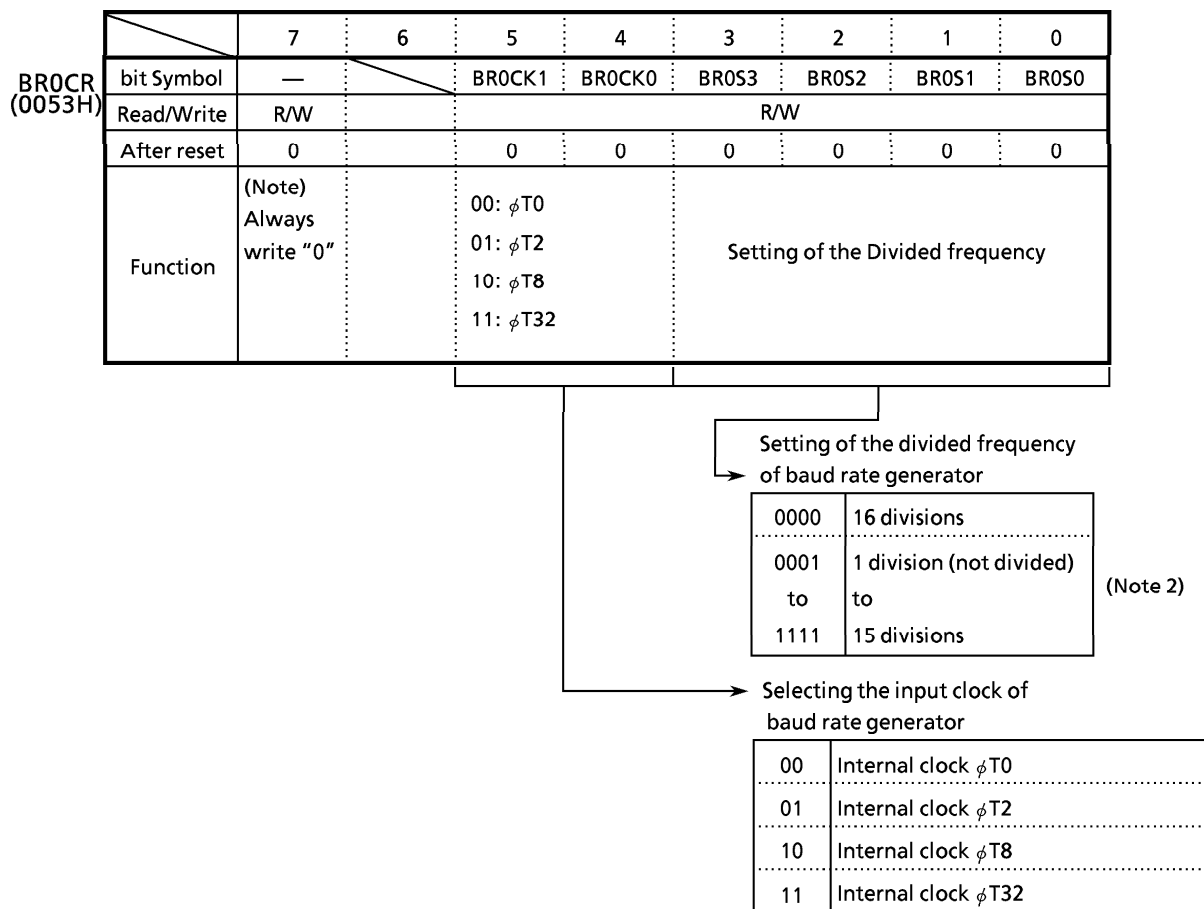 7 6 5 4 3 2 1 0
BR0CR
(0053H)
bit Symbol — BR0CK1 BR0CK0 BR0S3 BR0S2 BR0S1 BR0S0
Read/Write R/W R/W
After reset 0 0 0 0 0 0 0
Function
(Note)
Always
write "0"
00: ϕT0
01: ϕT2
10: ϕT8
11: ϕT32
Setting of the Divided frequency
Setting of the divided frequency
of baud rate generator
0000 16 divisions
0001 1 division (not divided)
to to
1111 15 divisions
(Note 2)
Selecting the input clock of
baud rate generator
00 Internal clock ϕT0
01 Internal clock ϕT2
10 Internal clock ϕT8
11 Internal clock ϕT32